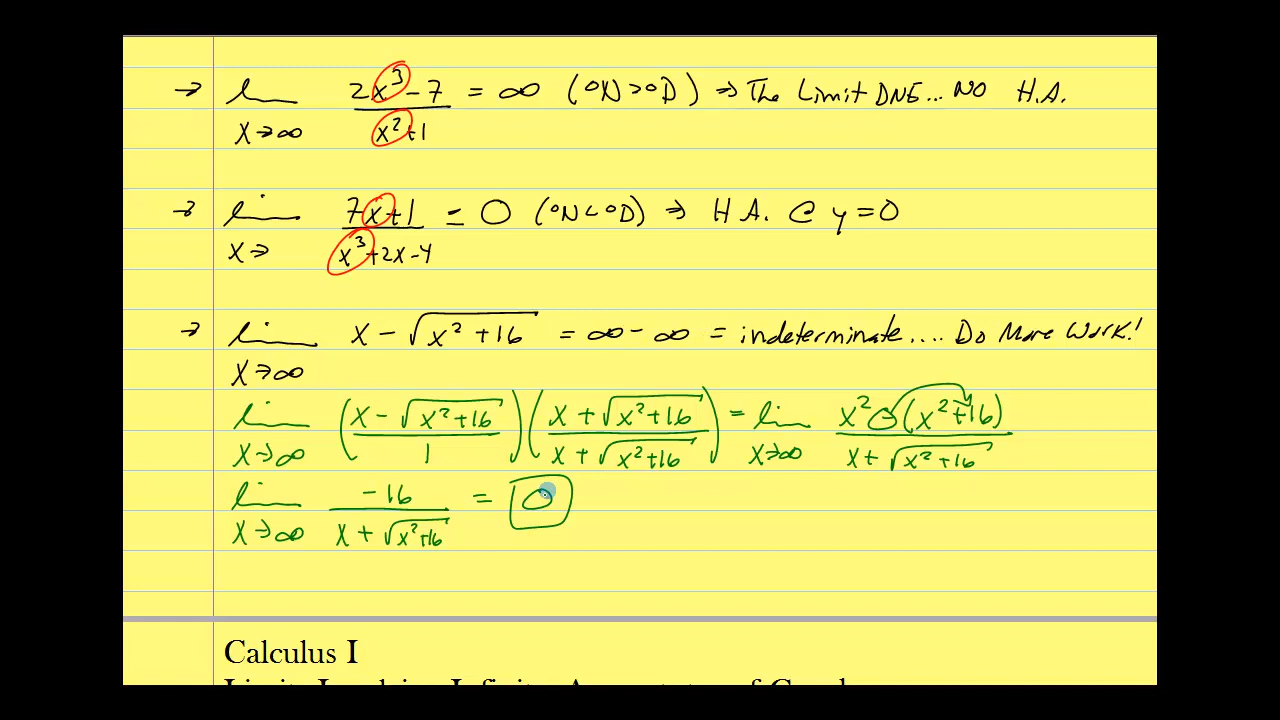 → lim 2x³ − 7 = ∞ (°N > °D) ⇒ The Limit DNE... NO H.A.
x→∞ x² + 1
→ lim 7x + 1 = 0 (°N < °D) ⇒ H.A. @ y = 0
x→ x³ + 2x − 4
→ lim x − √(x² + 16) = ∞ − ∞ = indeterminate.... Do More Work!
x→∞
lim (x − √(x² + 16)) (x + √(x² + 16)) = lim x² − (x² + 16)
x→∞ 1 x + √(x² + 16) x→∞ x + √(x² + 16)
lim −16 = 0
x→∞ x + √(x² + 16)
Calculus I